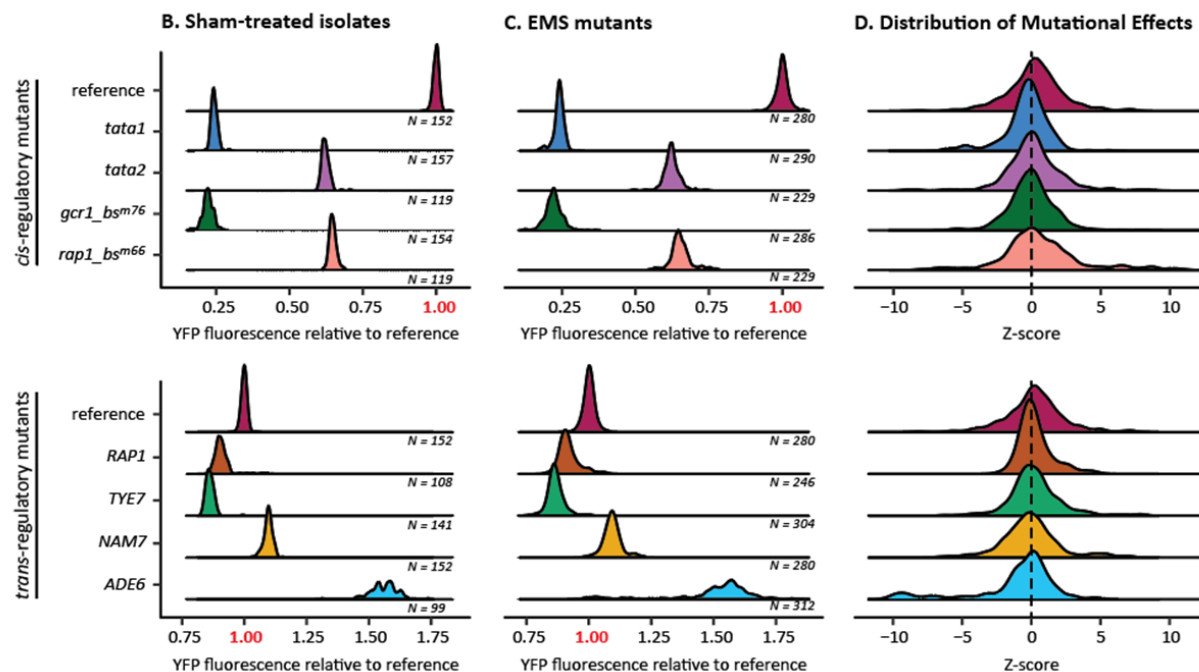 B. Sham-treated isolates
C. EMS mutants
D. Distribution of Mutational Effects
cis-regulatory mutants
reference
tata1
tata2
gcr1_bsm76
rap1_bsm66
N = 152
N = 157
N = 119
N = 154
N = 119
N = 280
N = 290
N = 229
N = 286
N = 229
0.25 0.50 0.75 1.00
YFP fluorescence relative to reference
0.25 0.50 0.75 1.00
YFP fluorescence relative to reference
−10 −5 0 5 10
Z-score
trans-regulatory mutants
reference
RAP1
TYE7
NAM7
ADE6
N = 152
N = 108
N = 141
N = 152
N = 99
N = 280
N = 246
N = 304
N = 280
N = 312
0.75 1.00 1.25 1.50 1.75
YFP fluorescence relative to reference
0.75 1.00 1.25 1.50 1.75
YFP fluorescence relative to reference
−10 −5 0 5 10
Z-score